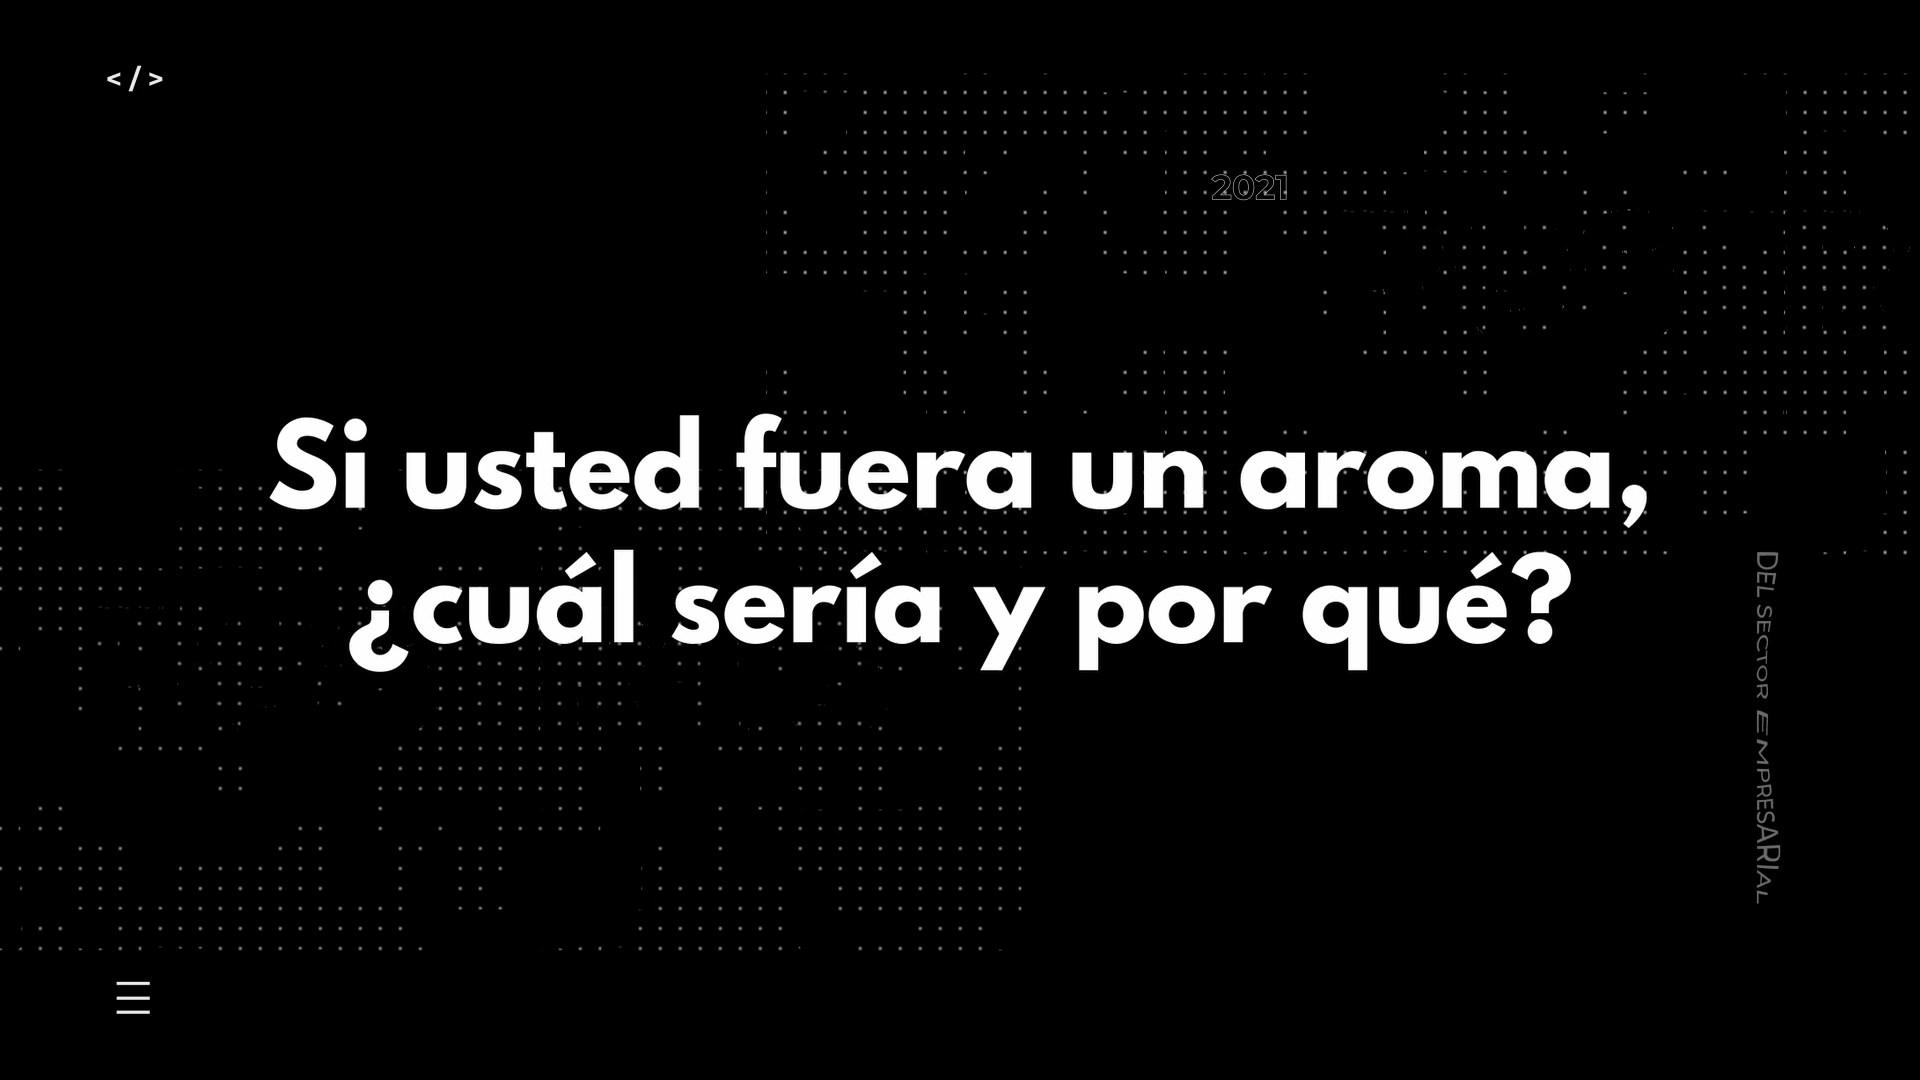 </>
2021
Si usted fuera un aroma,
¿cuál sería y por qué?
DEL SECTOR EMPRESARIAL